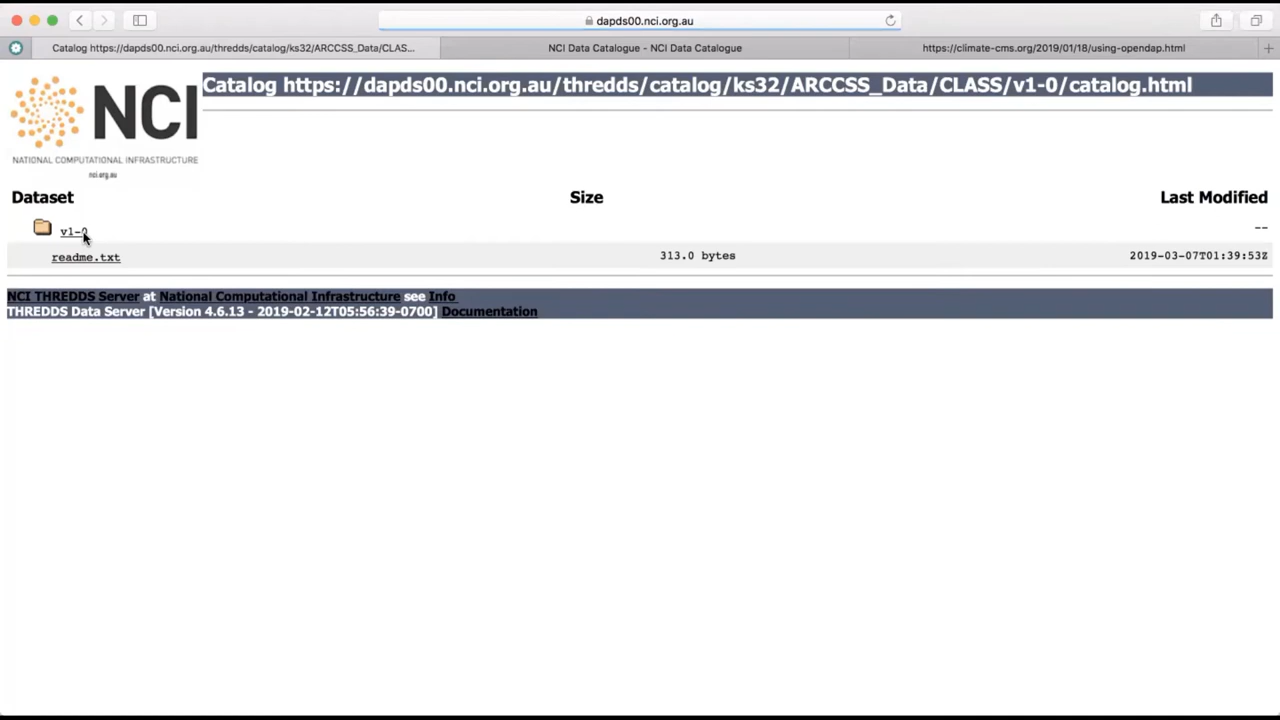 dapds00.nci.org.au
Catalog https://dapds00.nci.org.au/thredds/catalog/ks32/ARCCSS_Data/CLAS...
NCI Data Catalogue - NCI Data Catalogue
https://climate-cms.org/2019/01/18/using-opendap.html
NCI
NATIONAL COMPUTATIONAL INFRASTRUCTURE
nci.org.au
Catalog https://dapds00.nci.org.au/thredds/catalog/ks32/ARCCSS_Data/CLASS/v1-0/catalog.html
Dataset Size Last Modified
v1-0 --
readme.txt 313.0 bytes 2019-03-07T01:39:53Z
NCI THREDDS Server at National Computational Infrastructure see Info
THREDDS Data Server [Version 4.6.13 - 2019-02-12T05:56:39-0700] Documentation